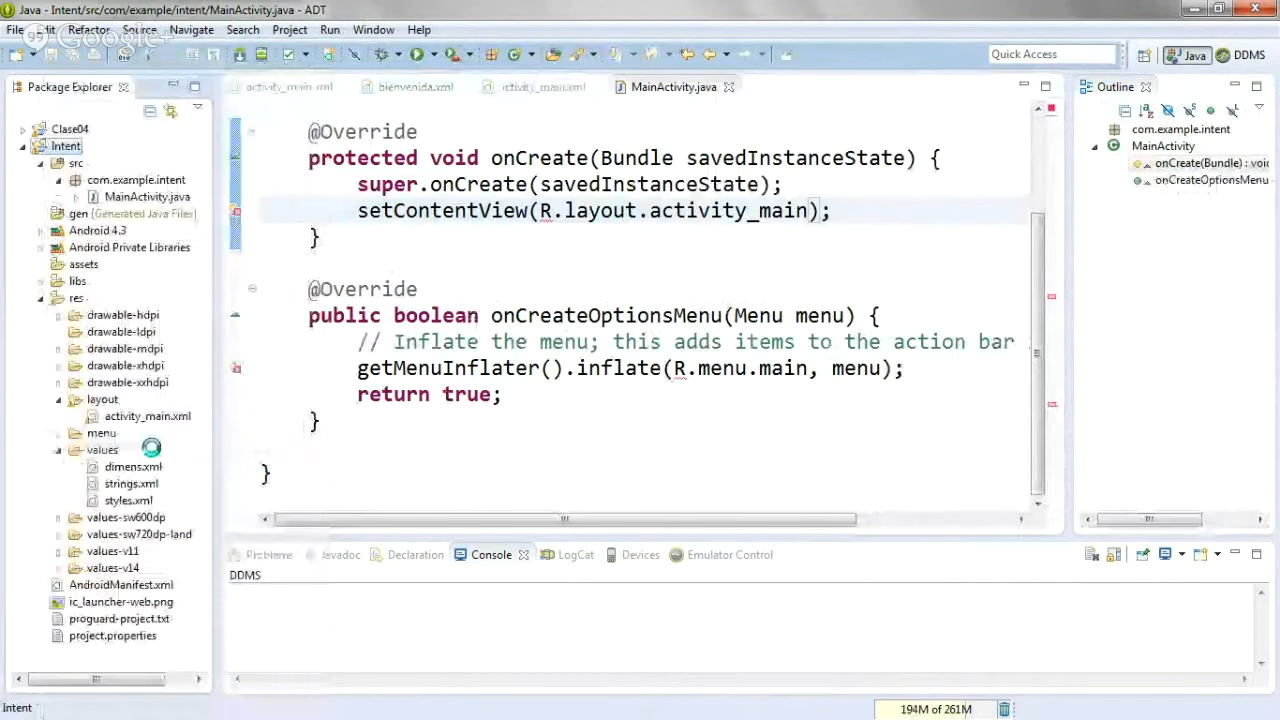 Java - Intent/src/com/example/intent/MainActivity.java - ADT
File Refactor Source Navigate Search Project Run Window Help
Google+
Quick Access
Java
DDMS
Package Explorer
activity_main.xml
bienvenida.xml
activity_main.xml
MainActivity.java
Outline
Clase04
Intent
src
com.example.intent
MainActivity.java
gen [Generated Java Files]
Android 4.3
Android Private Libraries
assets
libs
res
drawable-hdpi
drawable-ldpi
drawable-mdpi
drawable-xhdpi
drawable-xxhdpi
layout
activity_main.xml
menu
values
dimens.xml
strings.xml
styles.xml
values-sw600dp
values-sw720dp-land
values-v11
values-v14
AndroidManifest.xml
ic_launcher-web.png
proguard-project.txt
project.properties
@Override
protected void onCreate(Bundle savedInstanceState) {
super.onCreate(savedInstanceState);
setContentView(R.layout.activity_main);
}
@Override
public boolean onCreateOptionsMenu(Menu menu) {
// Inflate the menu; this adds items to the action bar
getMenuInflater().inflate(R.menu.main, menu);
return true;
}
}
com.example.intent
MainActivity
onCreate(Bundle) : voi
onCreateOptionsMenu
Problems
Javadoc
Declaration
Console
LogCat
Devices
Emulator Control
DDMS
Intent
194M of 261M